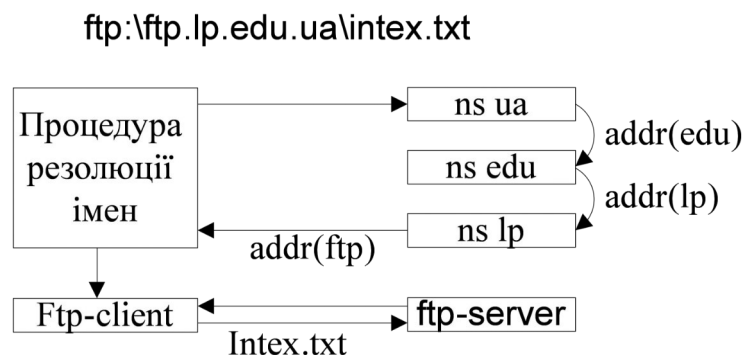 ftp:\ftp.lp.edu.ua\intex.txt
Процедура
резолюції
імен
ns ua
addr(edu)
ns edu
addr(lp)
ns lp
addr(ftp)
Ftp-client
ftp-server
Intex.txt